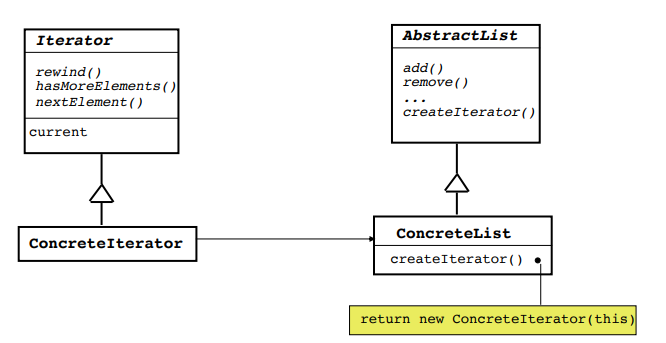 Iterator
rewind()
hasMoreElements()
nextElement()
current
ConcreteIterator
AbstractList
add()
remove()
...
createIterator()
ConcreteList
createIterator()
return new ConcreteIterator(this)